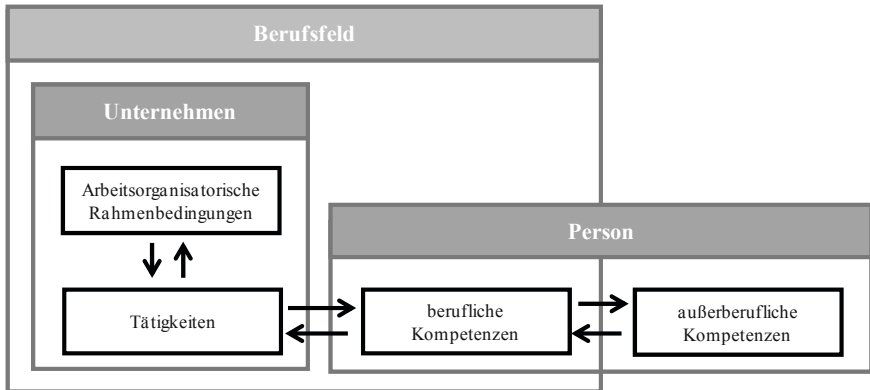 Berufsfeld
Unternehmen
Arbeitsorganisatorische
Rahmenbedingungen
Person
Tätigkeiten
berufliche
Kompetenzen
außerberufliche
Kompetenzen